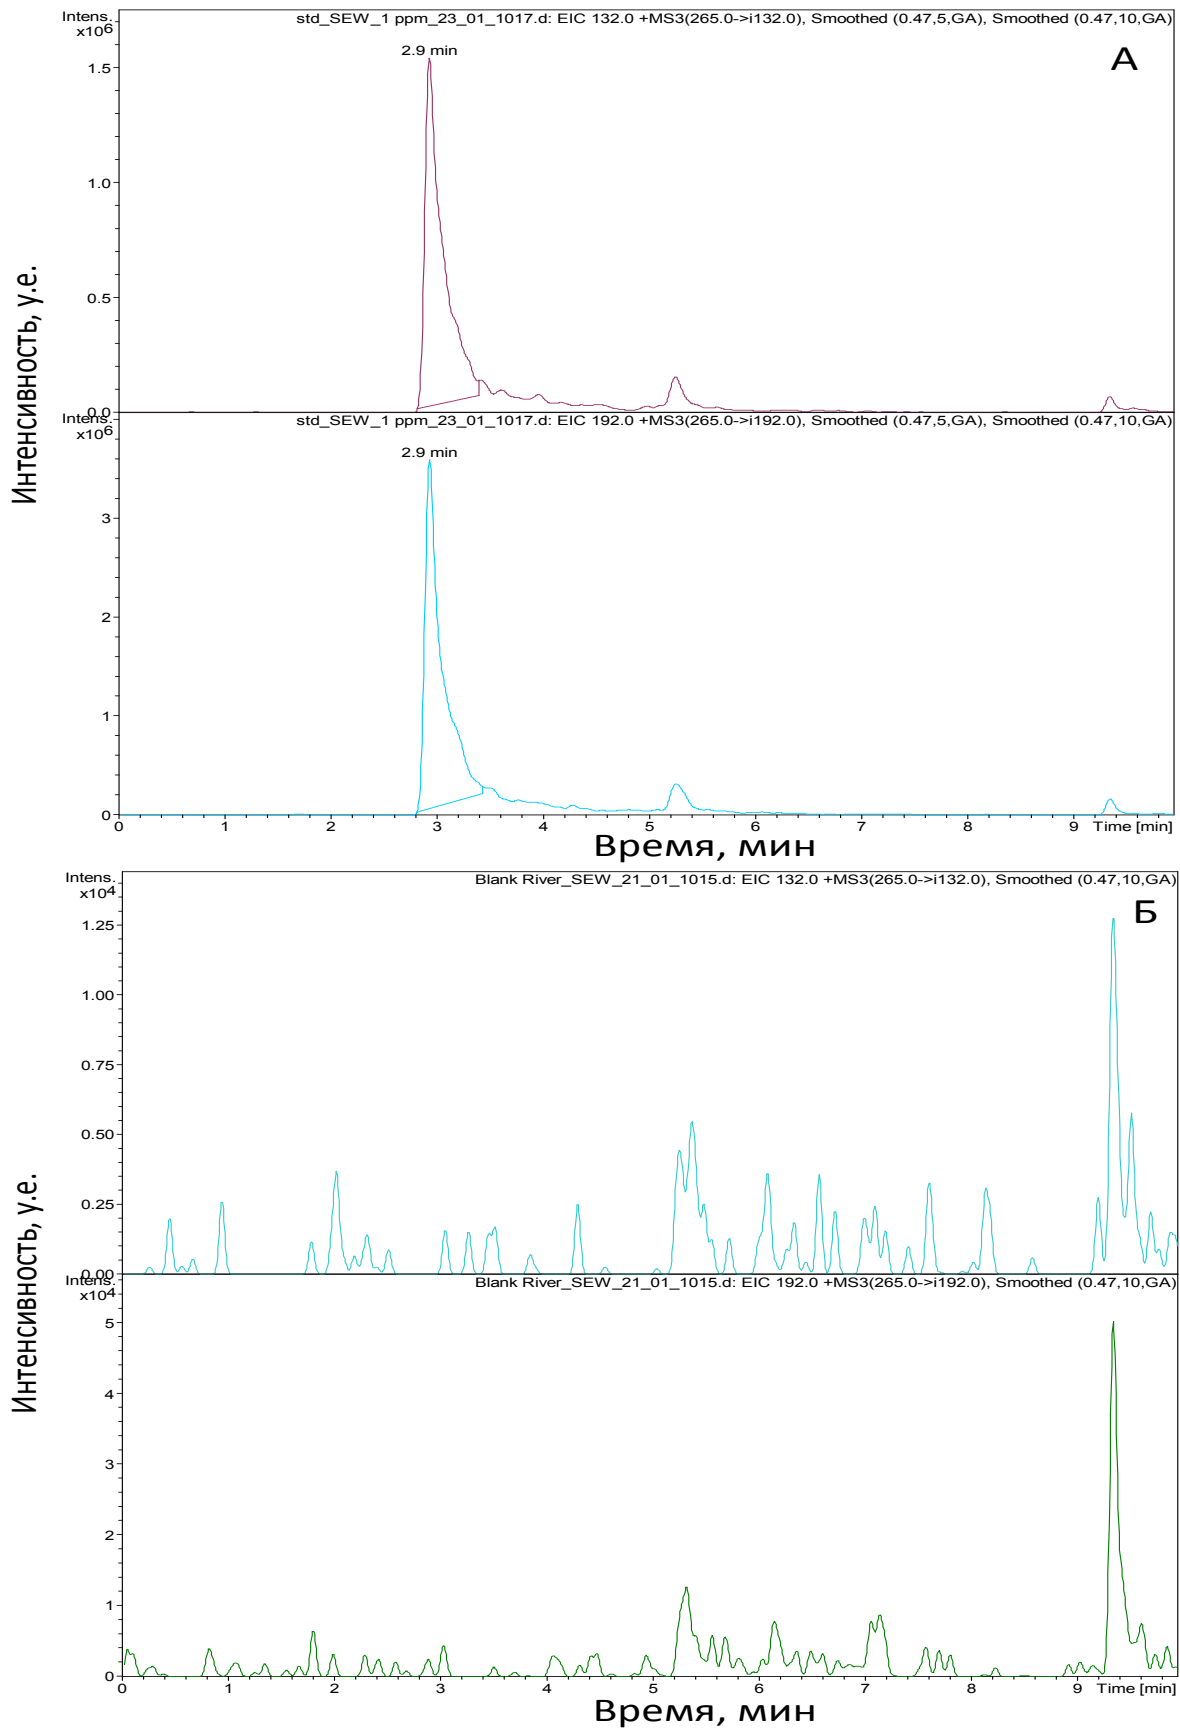 Intens.
x10⁶
std_SEW_1 ppm_23_01_1017.d: EIC 132.0 +MS3(265.0->i132.0), Smoothed (0.47,5,GA), Smoothed (0.47,10,GA)
2.9 min
А
1.5
1.0
0.5
0.0
Интенсивность, у.е.
Intens.
x10⁶
std_SEW_1 ppm_23_01_1017.d: EIC 192.0 +MS3(265.0->i192.0), Smoothed (0.47,5,GA), Smoothed (0.47,10,GA)
2.9 min
3
2
1
0
0 1 2 3 4 5 6 7 8 9 Time [min]
Время, мин
Intens.
x10⁴
Blank River_SEW_21_01_1015.d: EIC 132.0 +MS3(265.0->i132.0), Smoothed (0.47,10,GA)
Б
1.25
1.00
0.75
0.50
0.25
0.00
Интенсивность, у.е.
Intens.
x10⁴
Blank River_SEW_21_01_1015.d: EIC 192.0 +MS3(265.0->i192.0), Smoothed (0.47,10,GA)
5
4
3
2
1
0
0 1 2 3 4 5 6 7 8 9 Time [min]
Время, мин